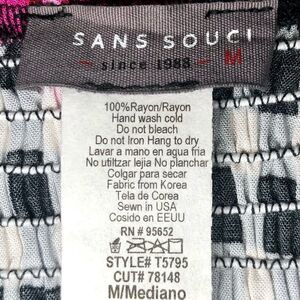 SANS SOUCI
since 1988
M
100%Rayon/Rayon
Hand wash cold
Do not bleach
Do not Iron Hang to dry
Lavar a mano en agua fria
No utiltzar lejia No planchar
Colgar para secar
Fabric from Korea
Tela de Corea
Sewn in USA
Cosido en EEUU
RN # 95652
STYLE# T5795
CUT# 78148
M/Mediano